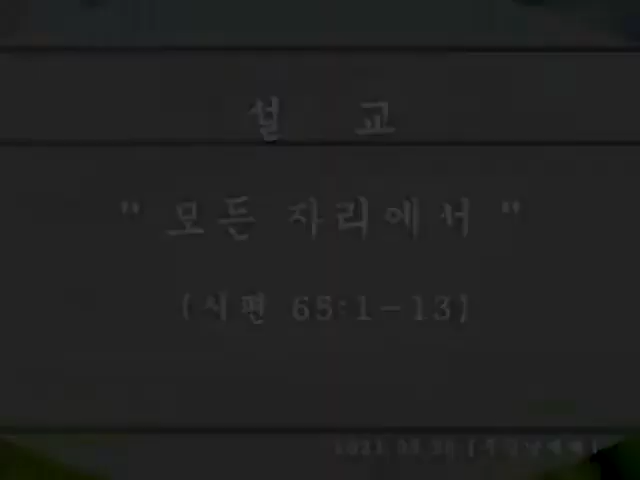 설 교
" 모든 자리에서 "
(시편 65:1-13)